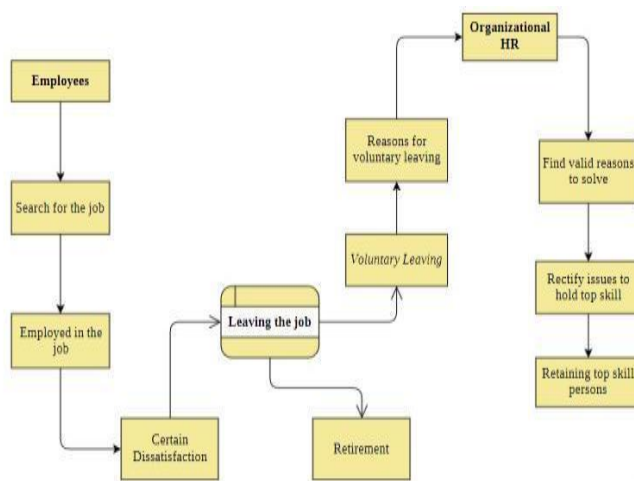 Employees
Search for the job
Employed in the
job
Certain
Dissatisfaction
Leaving the job
Retirement
Voluntary Leaving
Reasons for
voluntary leaving
Organizational
HR
Find valid reasons
to solve
Rectify issues to
hold top skill
Retaining top skill
persons